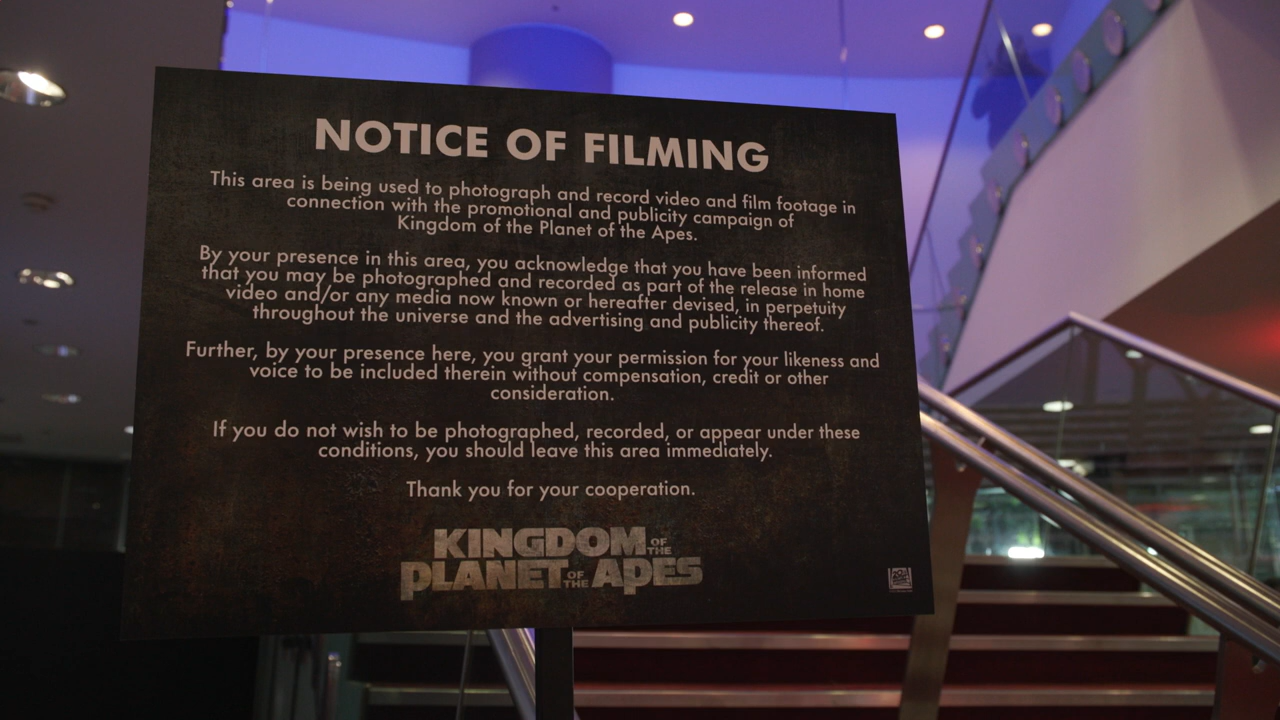 NOTICE OF FILMING
This area is being used to photograph and record video and film footage in
connection with the promotional and publicity campaign of
Kingdom of the Planet of the Apes.
By your presence in this area, you acknowledge that you have been informed
that you may be photographed and recorded as part of the release in home
video and/or any media now known or hereafter devised, in perpetuity
throughout the universe and the advertising and publicity thereof.
Further, by your presence here, you grant your permission for your likeness and
voice to be included therein without compensation, credit or other
consideration.
If you do not wish to be photographed, recorded, or appear under these
conditions, you should leave this area immediately.
Thank you for your cooperation.
KINGDOM OF THE
PLANET OF THE APES